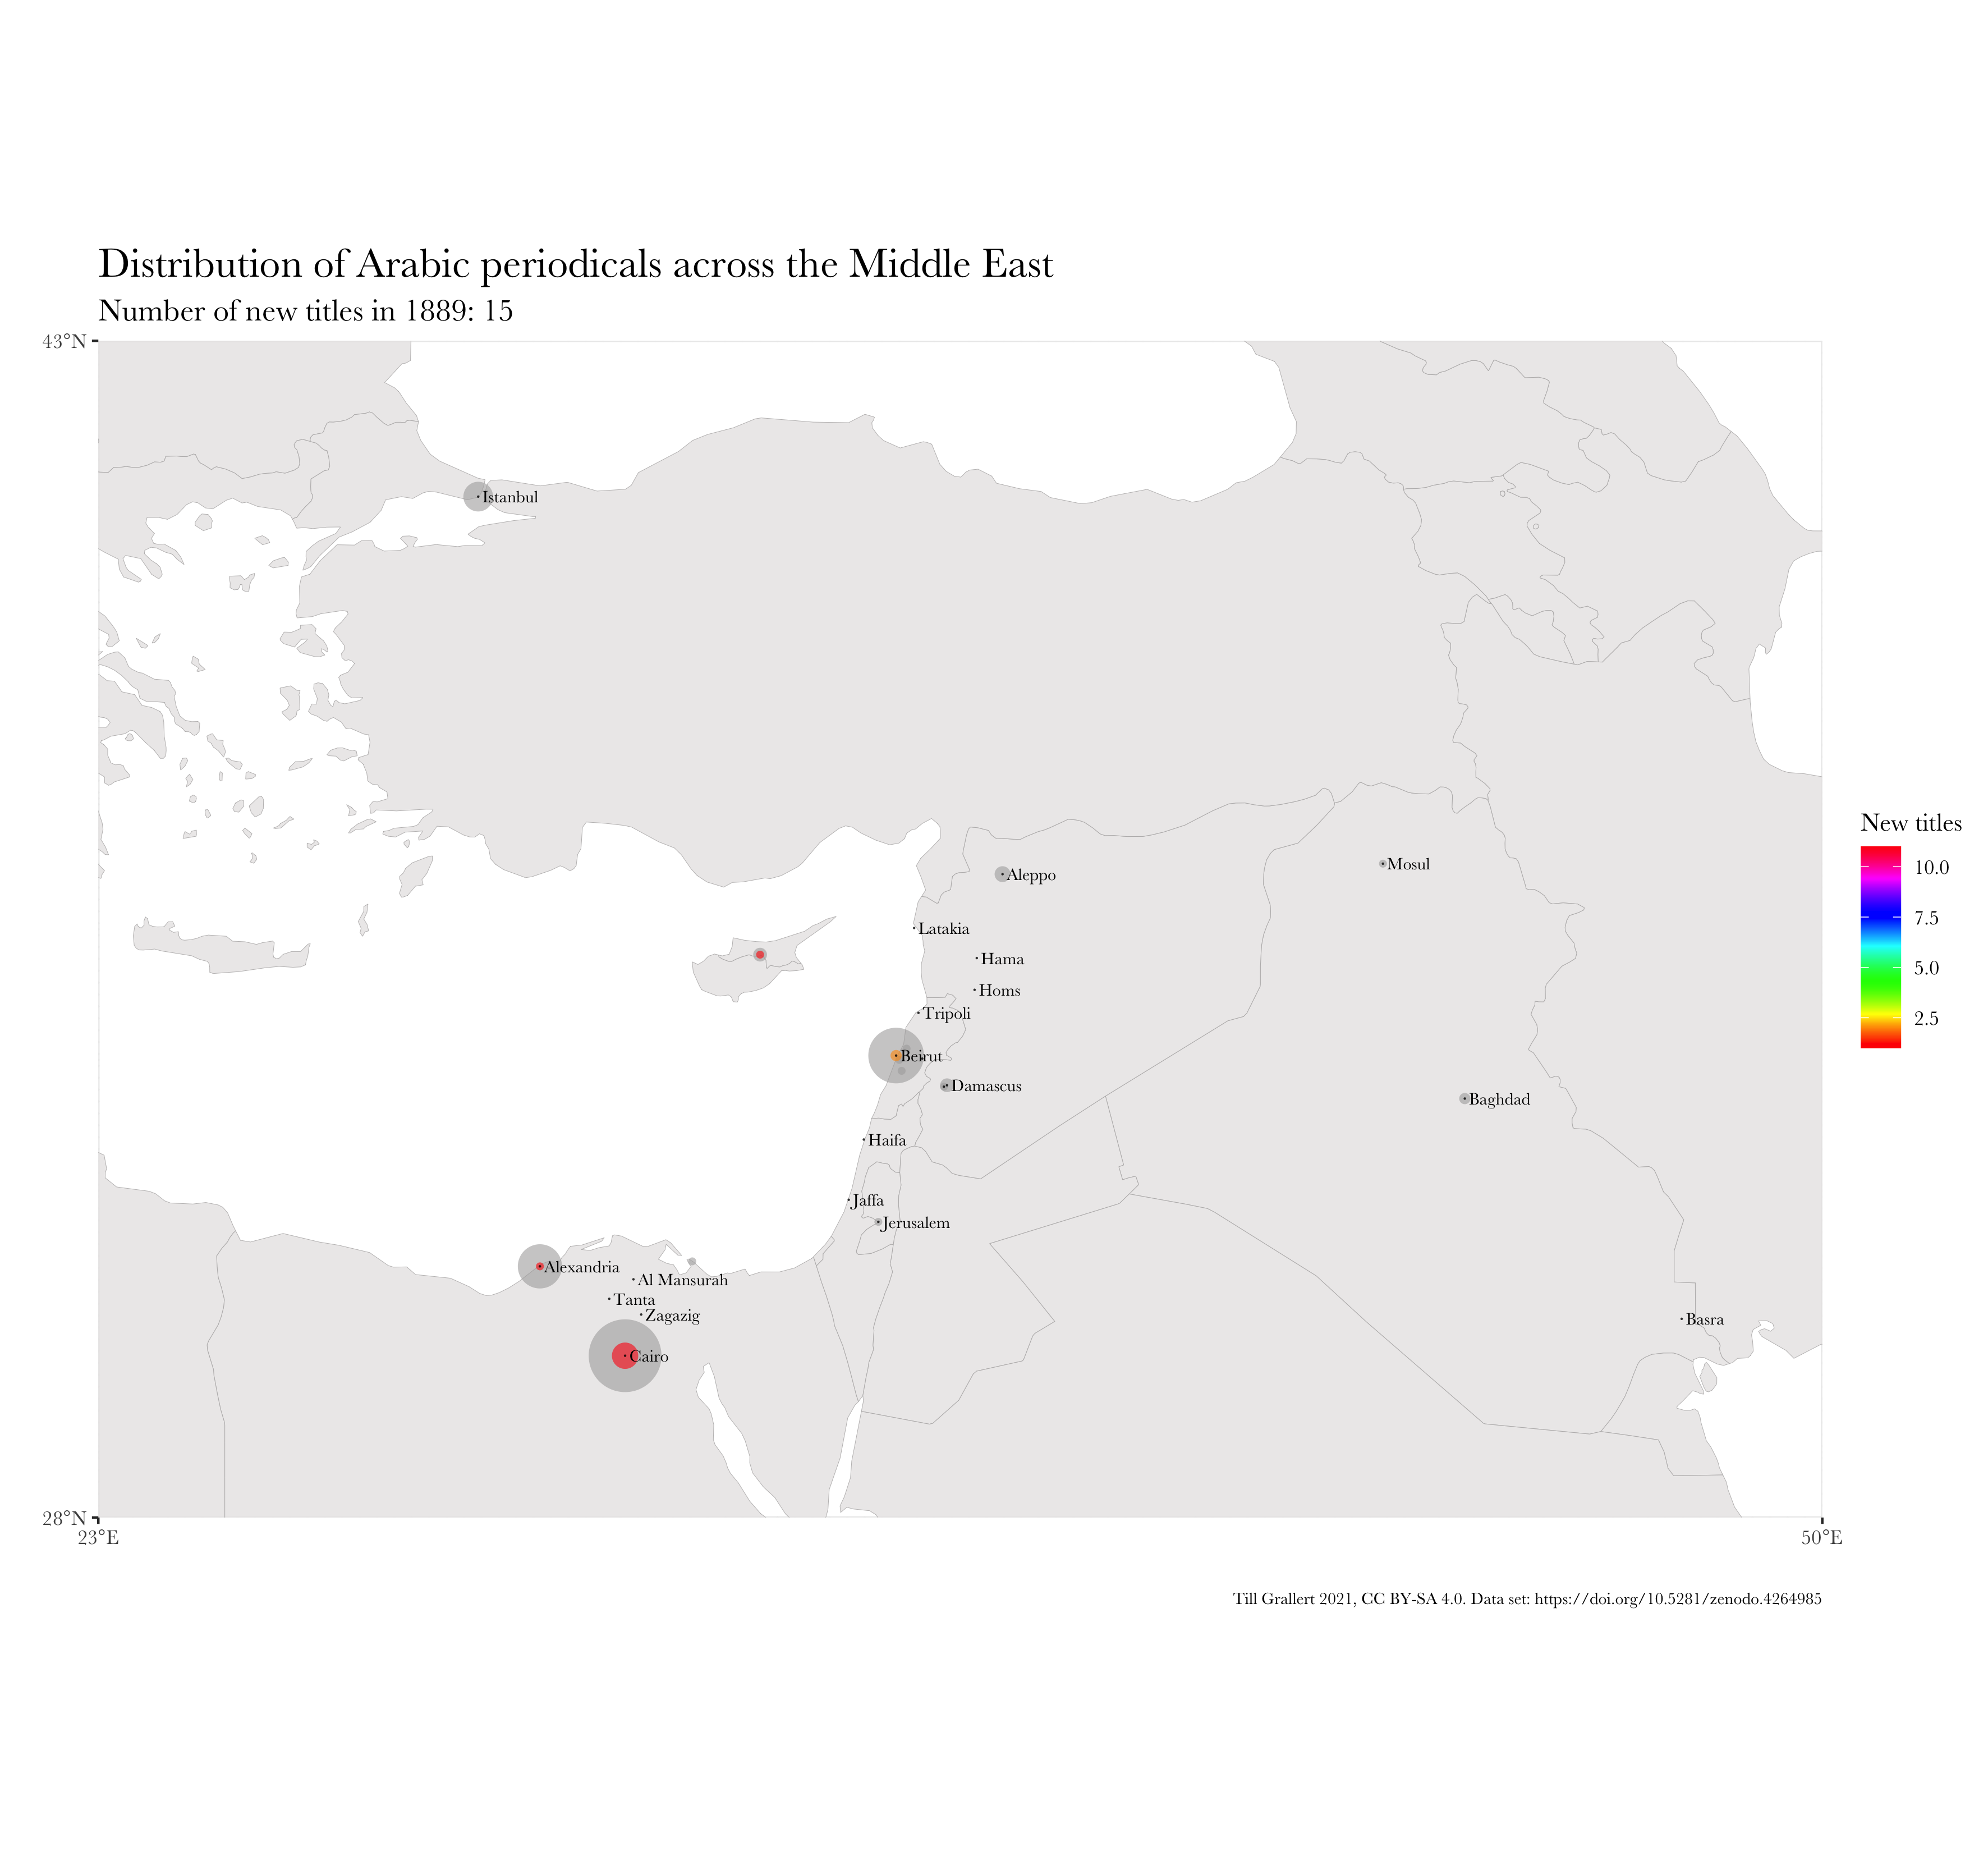 Distribution of Arabic periodicals across the Middle East
Number of new titles in 1889: 15
43°N
Istanbul
New titles
10.0
7.5
5.0
2.5
Mosul
Aleppo
Latakia
Hama
Homs
Tripoli
Beirut
Damascus
Baghdad
Haifa
Jaffa
Jerusalem
Alexandria
Al Mansurah
Tanta
Zagazig
Basra
Cairo
28°N
23°E
50°E
Till Grallert 2021, CC BY-SA 4.0. Data set: https://doi.org/10.5281/zenodo.4264985